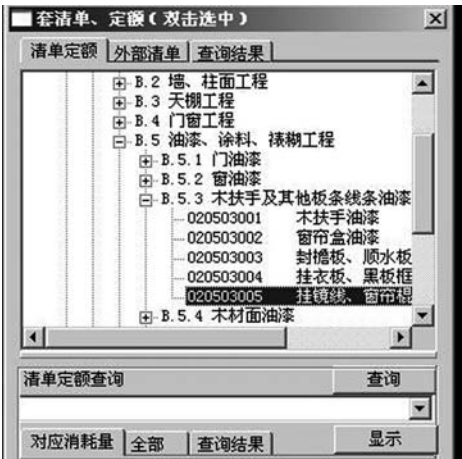 套清单、定额(双击选中)
清单定额 外部清单 查询结果
B.2 墙、柱面工程
B.3 天棚工程
B.4 门窗工程
B.5 油漆、涂料、裱糊工程
B.5.1 门油漆
B.5.2 窗油漆
B.5.3 木扶手及其他板条线条油漆
020503001 木扶手油漆
020503002 窗帘盒油漆
020503003 封檐板、顺水板
020503004 挂衣板、黑板框
020503005 挂镜线、窗帘棍
B.5.4 木材面油漆
清单定额查询 查询
对应消耗量 全部 查询结果 显示